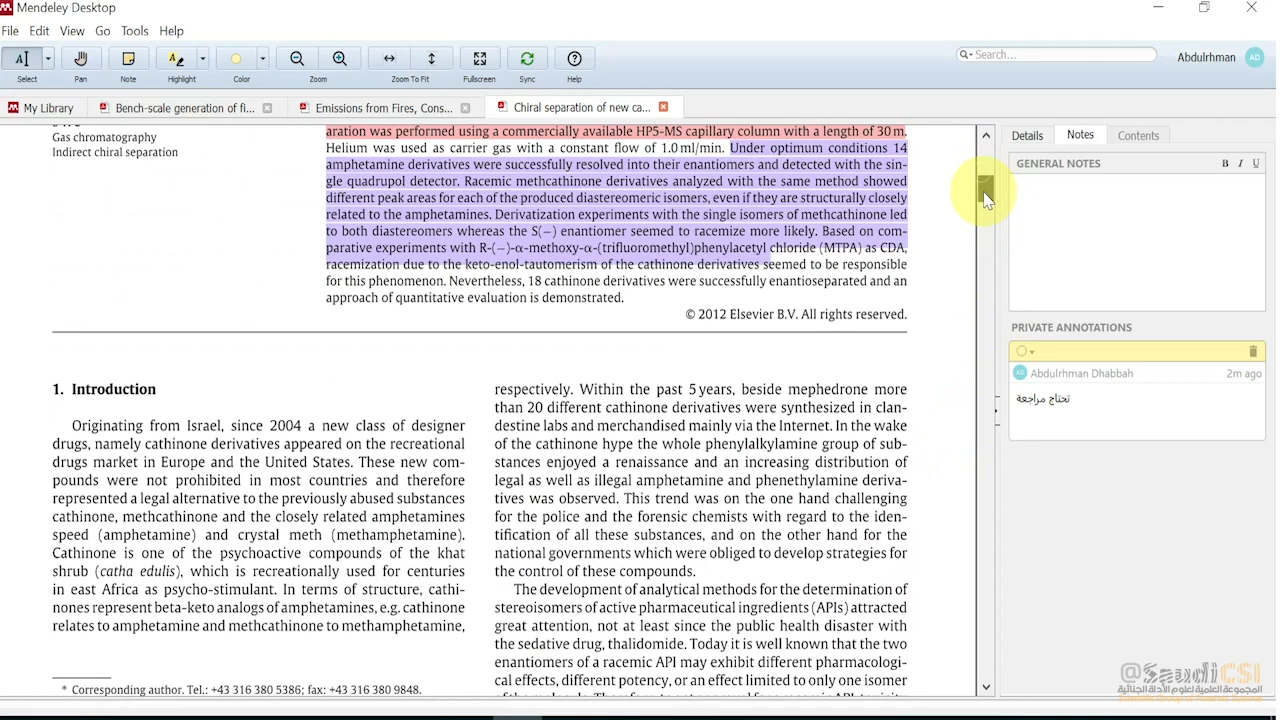 Mendeley Desktop
File Edit View Go Tools Help
Select Pan Note Highlight Color Zoom Zoom To Fit Fullscreen Sync Help
Search...
Abdulrhman AD
My Library
Bench-scale generation of fi...
Emissions from Fires, Cons...
Chiral separation of new ca...
Gas chromatography
Indirect chiral separation
aration was performed using a commercially available HP5-MS capillary column with a length of 30 m.
Helium was used as carrier gas with a constant flow of 1.0 ml/min. Under optimum conditions 14
amphetamine derivatives were successfully resolved into their enantiomers and detected with the sin-
gle quadrupol detector. Racemic methcathinone derivatives analyzed with the same method showed
different peak areas for each of the produced diastereomeric isomers, even if they are structurally closely
related to the amphetamines. Derivatization experiments with the single isomers of methcathinone led
to both diastereomers whereas the S(−) enantiomer seemed to racemize more likely. Based on com-
parative experiments with R-(−)-α-methoxy-α-(trifluoromethyl)phenylacetyl chloride (MTPA) as CDA,
racemization due to the keto-enol-tautomerism of the cathinone derivatives seemed to be responsible
for this phenomenon. Nevertheless, 18 cathinone derivatives were successfully enantioseparated and an
approach of quantitative evaluation is demonstrated.
© 2012 Elsevier B.V. All rights reserved.
1. Introduction
Originating from Israel, since 2004 a new class of designer
drugs, namely cathinone derivatives appeared on the recreational
drugs market in Europe and the United States. These new com-
pounds were not prohibited in most countries and therefore
represented a legal alternative to the previously abused substances
cathinone, methcathinone and the closely related amphetamines
speed (amphetamine) and crystal meth (methamphetamine).
Cathinone is one of the psychoactive compounds of the khat
shrub (catha edulis), which is recreationally used for centuries
in east Africa as psycho-stimulant. In terms of structure, cathi-
nones represent beta-keto analogs of amphetamines, e.g. cathinone
relates to amphetamine and methcathinone to methamphetamine,
* Corresponding author. Tel.: +43 316 380 5386; fax: +43 316 380 9848.
respectively. Within the past 5 years, beside mephedrone more
than 20 different cathinone derivatives were synthesized in clan-
destine labs and merchandised mainly via the Internet. In the wake
of the cathinone hype the whole phenylalkylamine group of sub-
stances enjoyed a renaissance and an increasing distribution of
legal as well as illegal amphetamine and phenethylamine deriva-
tives was observed. This trend was on the one hand challenging
for the police and the forensic chemists with regard to the iden-
tification of all these substances, and on the other hand for the
national governments which were obliged to develop strategies for
the control of these compounds.
The development of analytical methods for the determination of
stereoisomers of active pharmaceutical ingredients (APIs) attracted
great attention, not at least since the public health disaster with
the sedative drug, thalidomide. Today it is well known that the two
enantiomers of a racemic API may exhibit different pharmacologi-
cal effects, different potency, or an effect limited to only one isomer
Details Notes Contents
GENERAL NOTES B I U
PRIVATE ANNOTATIONS
AD Abdulrhman Dhabbah 2m ago
تحتاج مراجعة
@SaudiCSI
المجموعة العلمية لعلوم الأدلة الجنائية